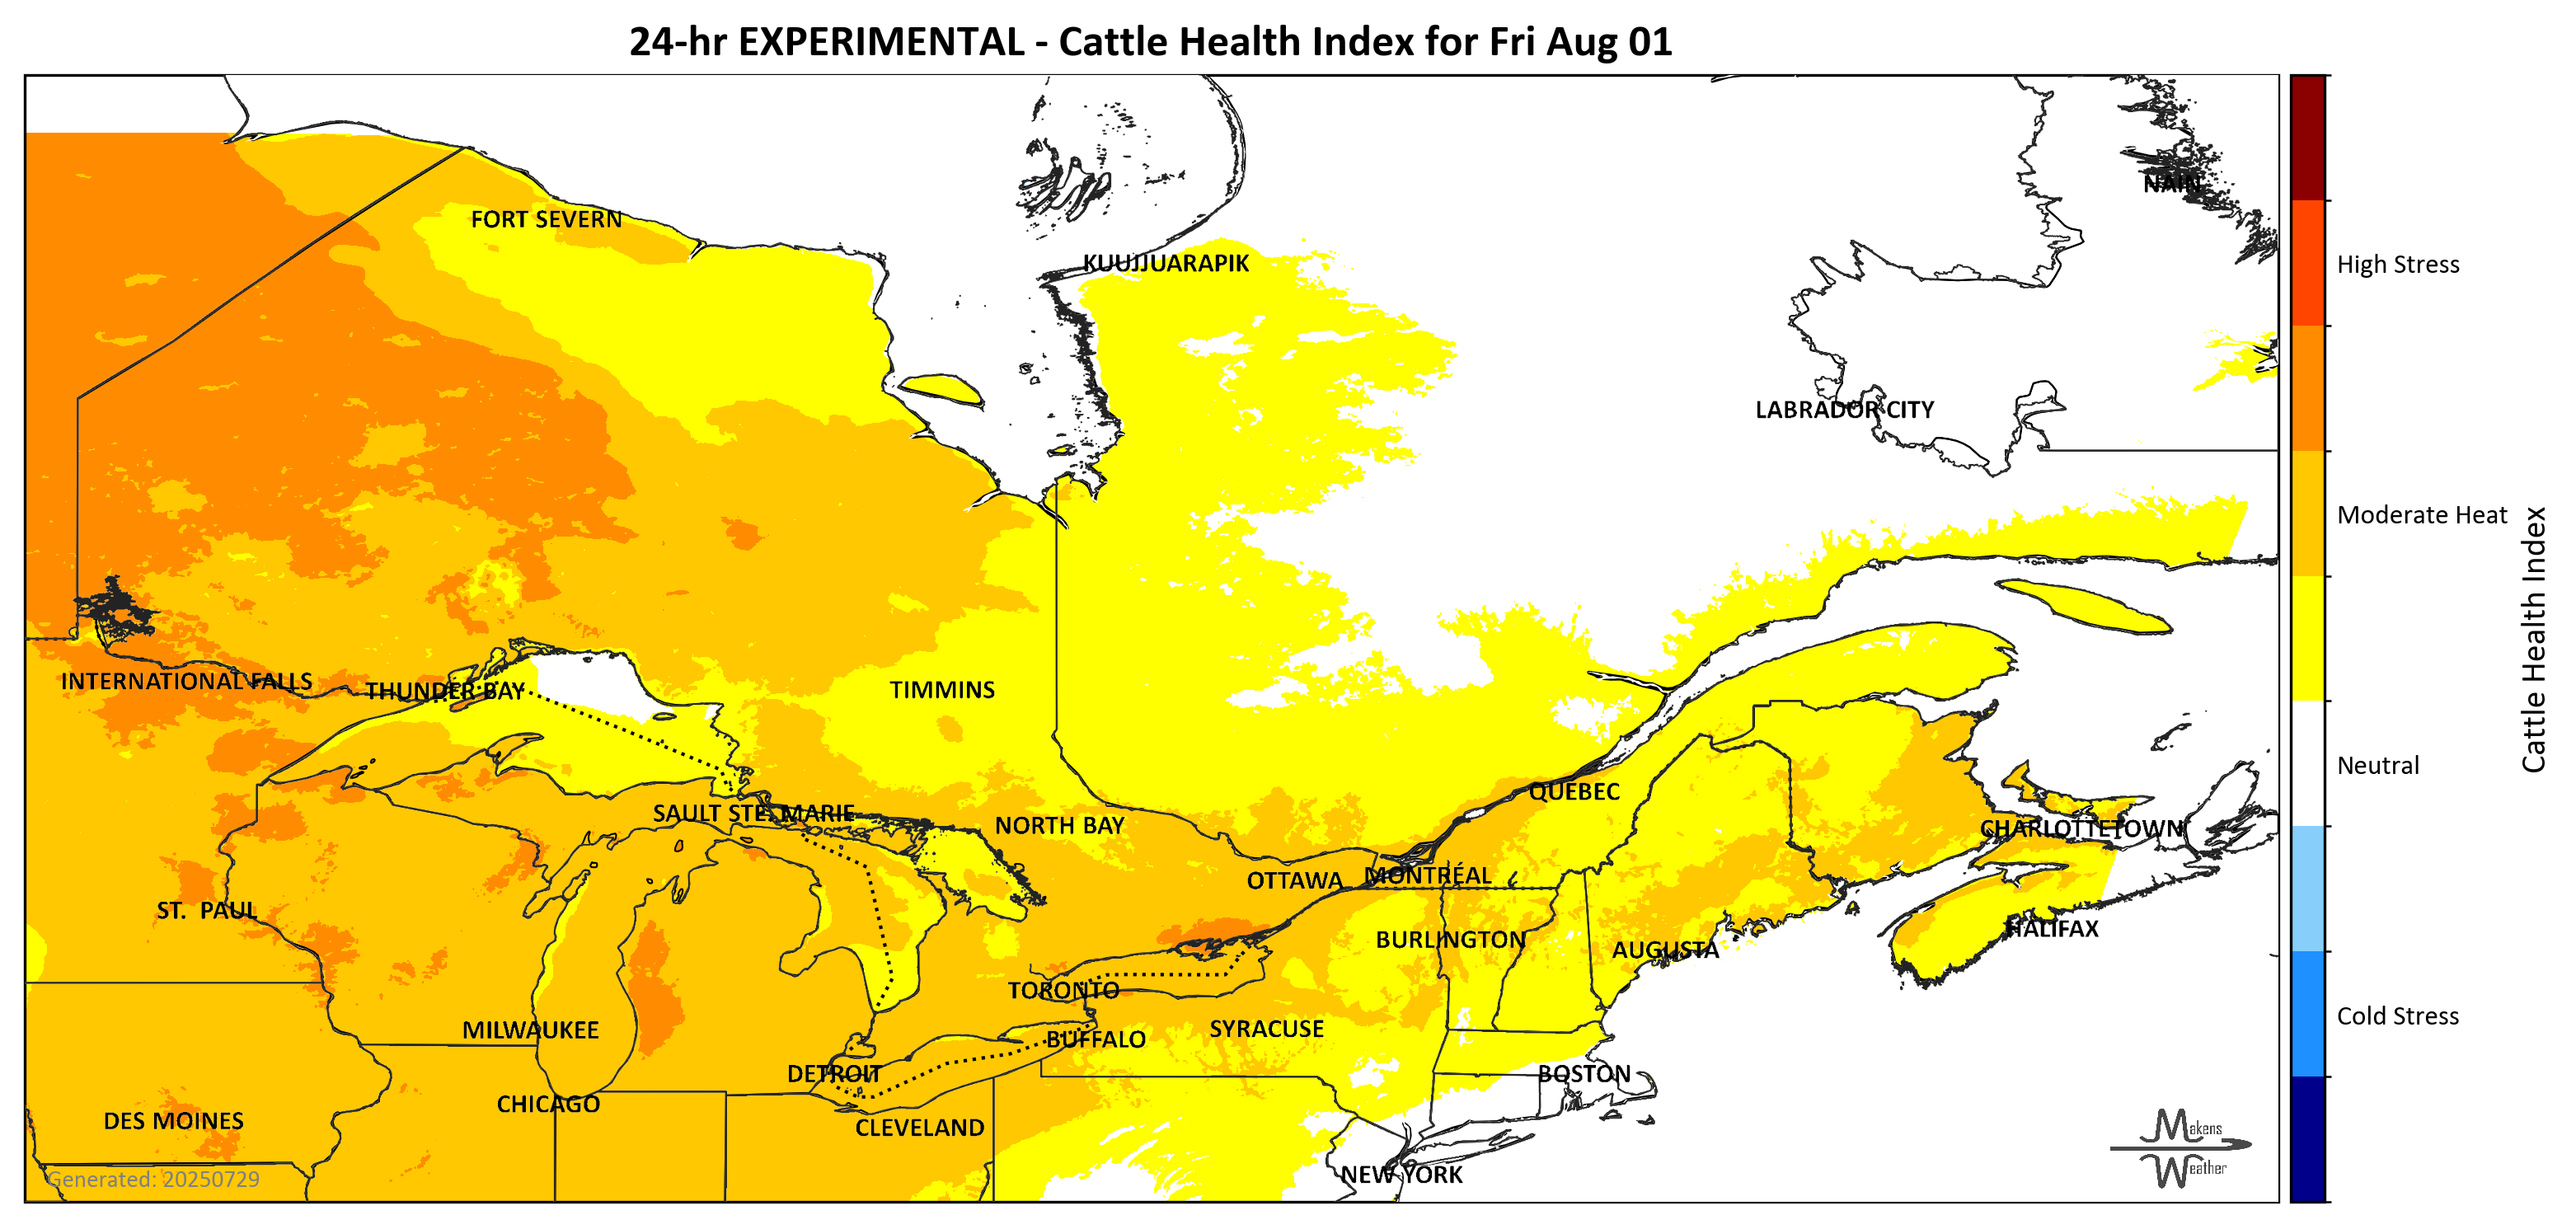 24-hr EXPERIMENTAL - Cattle Health Index for Fri Aug 01
NAIN
FORT SEVERN
KUUJJUARAPIK
High Stress
LABRADOR CITY
Moderate Heat
Cattle Health Index
INTERNATIONAL FALLS
THUNDER BAY
TIMMINS
Neutral
QUEBEC
SAULT STE. MARIE
NORTH BAY
CHARLOTTETOWN
OTTAWA
MONTRÉAL
ST. PAUL
HALIFAX
BURLINGTON
AUGUSTA
TORONTO
Cold Stress
MILWAUKEE
SYRACUSE
BUFFALO
DETROIT
BOSTON
CHICAGO
DES MOINES
CLEVELAND
Makens
Weather
NEW YORK
Generated: 20250729